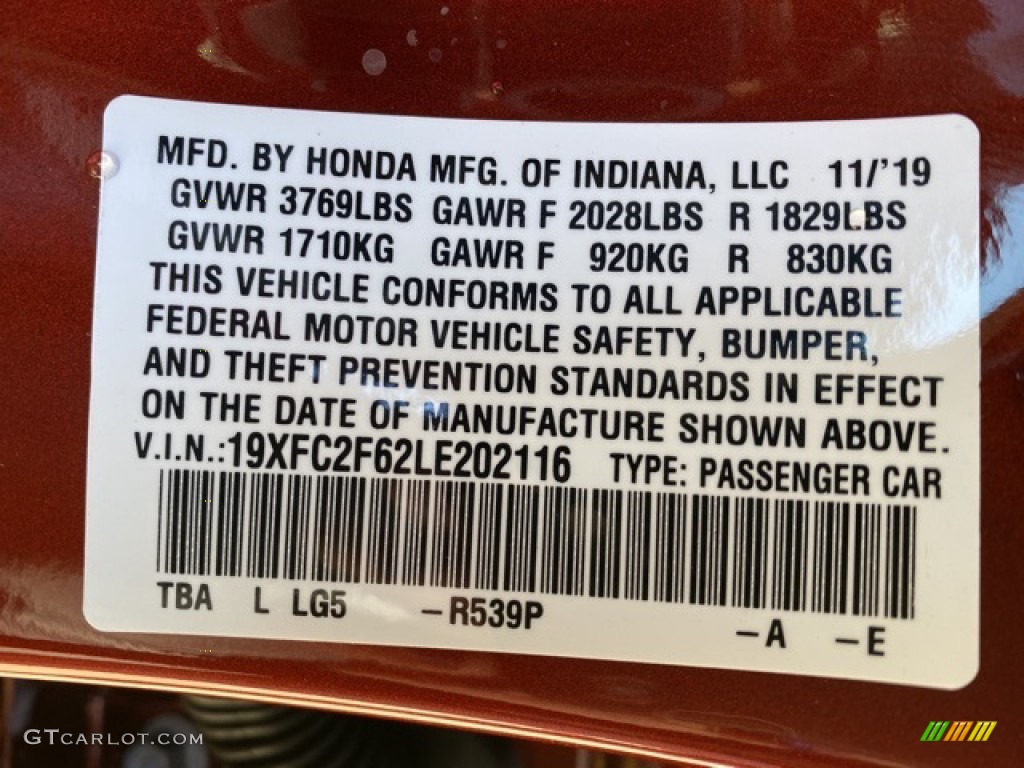 MFD. BY HONDA MFG. OF INDIANA, LLC 11/'19
GVWR 3769LBS GAWR F 2028LBS R 1829LBS
GVWR 1710KG GAWR F 920KG R 830KG
THIS VEHICLE CONFORMS TO ALL APPLICABLE
FEDERAL MOTOR VEHICLE SAFETY, BUMPER,
AND THEFT PREVENTION STANDARDS IN EFFECT
ON THE DATE OF MANUFACTURE SHOWN ABOVE.
V.I.N.:19XFC2F62LE202116 TYPE: PASSENGER CAR
TBA L LG5 –R539P –A –E
GTCARLOT.COM